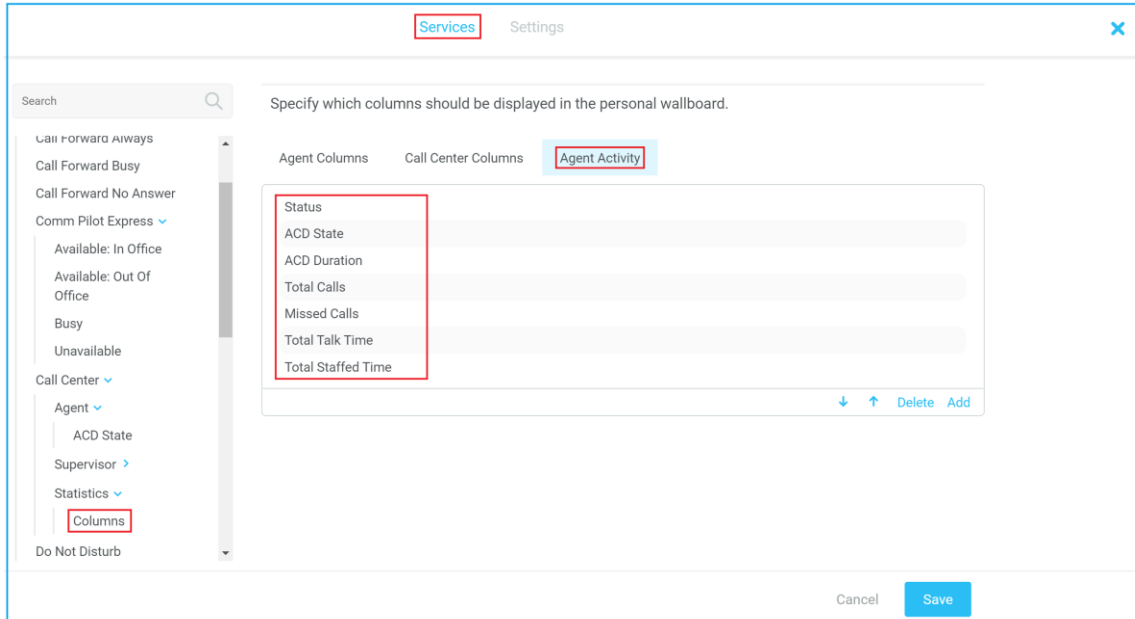 Services
Settings
Search
Call Forward Always
Call Forward Busy
Call Forward No Answer
Comm Pilot Express
Available: In Office
Available: Out Of
Office
Busy
Unavailable
Call Center
Agent
ACD State
Supervisor
Statistics
Columns
Do Not Disturb
Specify which columns should be displayed in the personal wallboard.
Agent Columns
Call Center Columns
Agent Activity
Status
ACD State
ACD Duration
Total Calls
Missed Calls
Total Talk Time
Total Staffed Time
Delete
Add
Cancel
Save